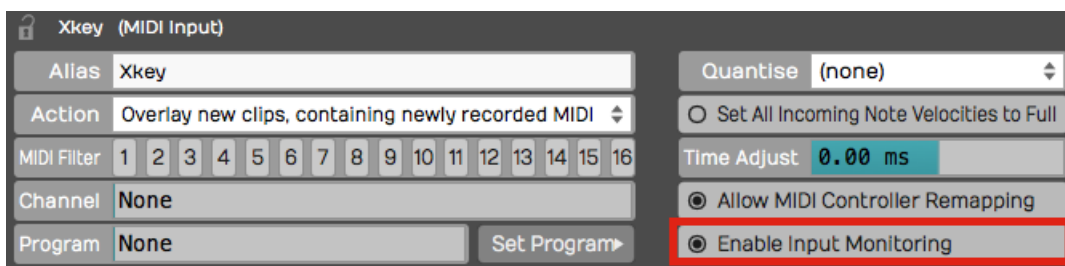 Xkey (MIDI Input)
Alias Xkey
Action Overlay new clips, containing newly recorded MIDI
MIDI Filter 1 2 3 4 5 6 7 8 9 10 11 12 13 14 15 16
Channel None
Program None Set Program
Quantise (none)
Set All Incoming Note Velocities to Full
Time Adjust 0.00 ms
Allow MIDI Controller Remapping
Enable Input Monitoring